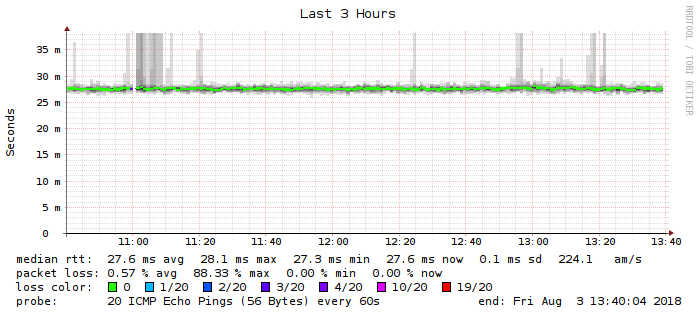 Last 3 Hours
RRDTOOL / TOBI OETIKER
Seconds
35 m
30 m
25 m
20 m
15 m
10 m
5 m
0
11:00 11:20 11:40 12:00 12:20 12:40 13:00 13:20 13:40
median rtt: 27.6 ms avg 28.1 ms max 27.3 ms min 27.6 ms now 0.1 ms sd 224.1 am/s
packet loss: 0.57 % avg 88.33 % max 0.00 % min 0.00 % now
loss color: 0 1/20 2/20 3/20 4/20 10/20 19/20
probe: 20 ICMP Echo Pings (56 Bytes) every 60s end: Fri Aug 3 13:40:04 2018